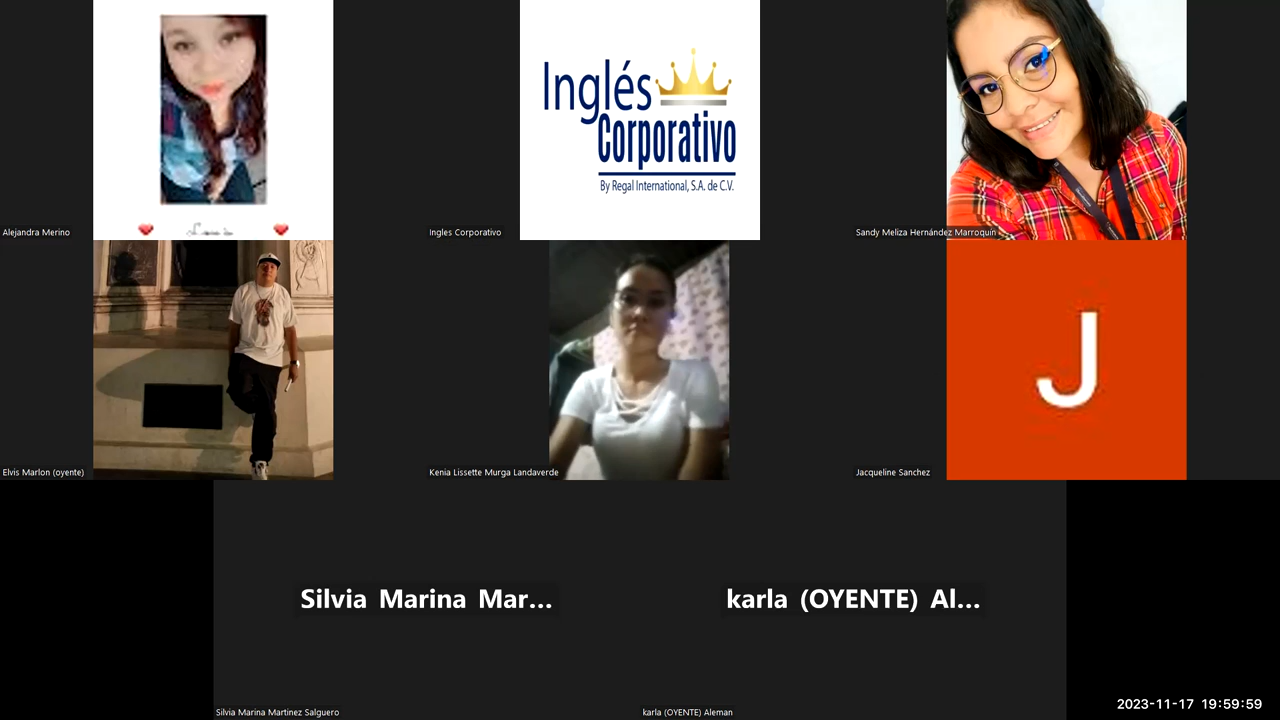 Inglés
Corporativo
By Regal International, S.A. de C.V.
Alejandra Merino
Ingles Corporativo
Sandy Meliza Hernández Marroquín
J
Elvis Marlon (oyente)
Kenia Lissette Murga Landaverde
Jacqueline Sanchez
Silvia Marina Mar...
karla (OYENTE) Al...
Silvia Marina Martinez Salguero
karla (OYENTE) Aleman
2023-11-17 19:59:59